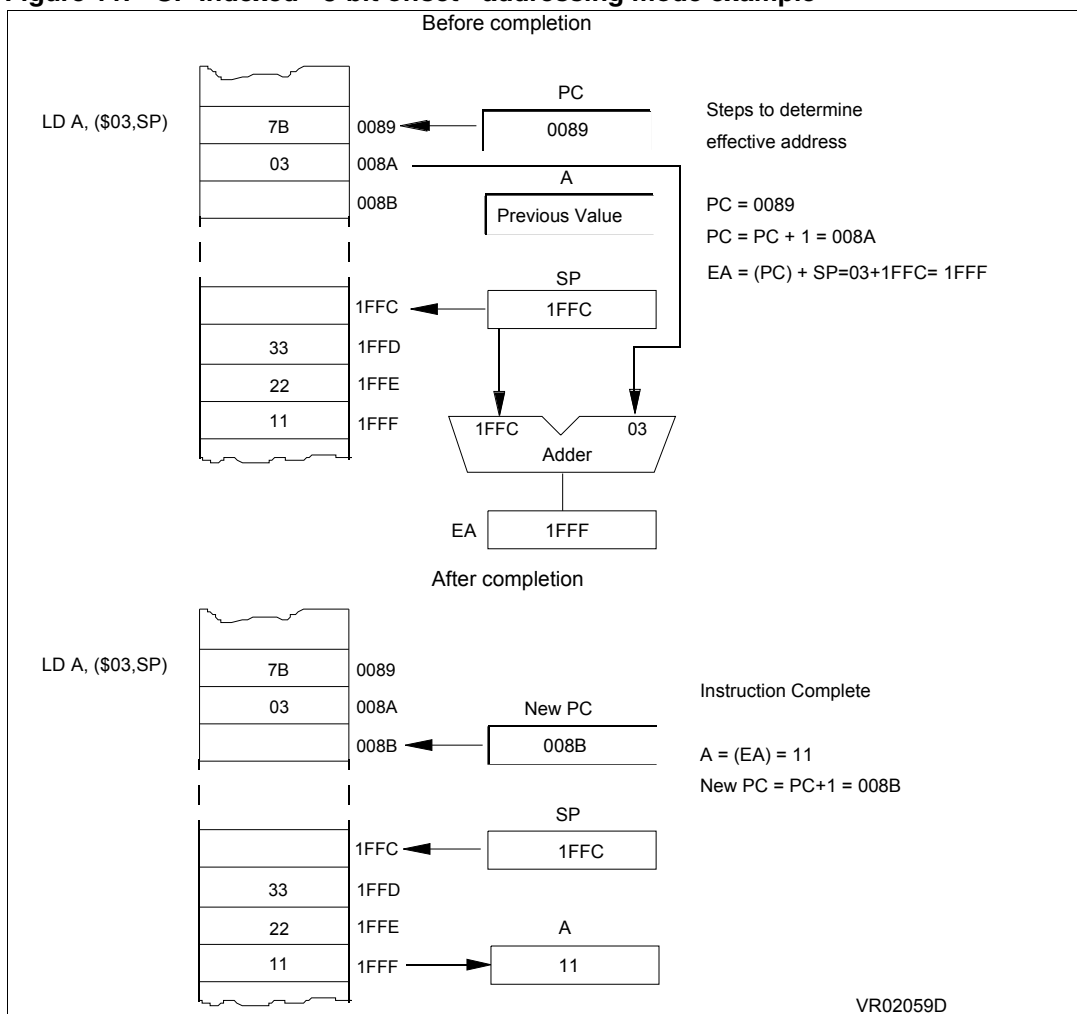 Before completion
LD A, ($03,SP)
7B
0089
03
008A
008B
PC
0089
A
Previous Value
SP
1FFC
1FFC
33
1FFD
22
1FFE
11
1FFF
1FFC
03
Adder
EA
1FFF
Steps to determine
effective address
PC = 0089
PC = PC + 1 = 008A
EA = (PC) + SP=03+1FFC= 1FFF
After completion
LD A, ($03,SP)
7B
0089
03
008A
008B
New PC
008B
Instruction Complete
A = (EA) = 11
New PC = PC+1 = 008B
SP
1FFC
1FFC
33
1FFD
22
1FFE
11
1FFF
A
11
VR02059D